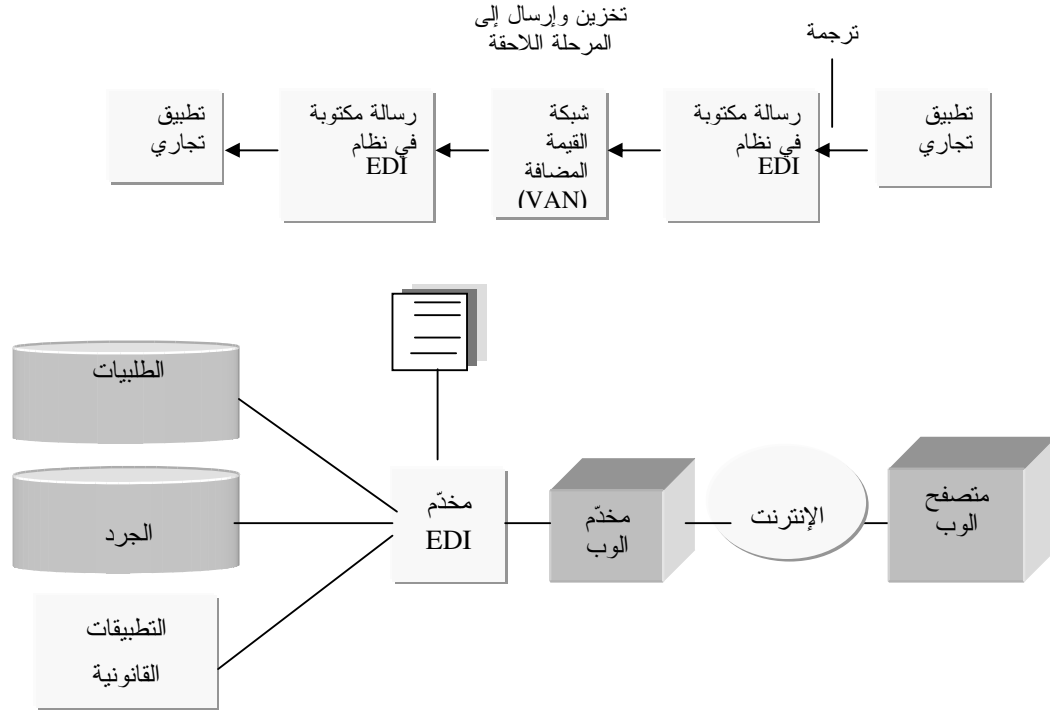 تخزين وإرسال إلى
المرحلة اللاحقة
ترجمة
تطبيق
تجاري
رسالة مكتوبة
في نظام
EDI
شبكة
القيمة
المضافة
(VAN)
رسالة مكتوبة
في نظام
EDI
تطبيق
تجاري
الطلبيات
الجرد
التطبيقات
القانونية
مخدّم
EDI
مخدّم
الوب
الإنترنت
متصفح
الوب